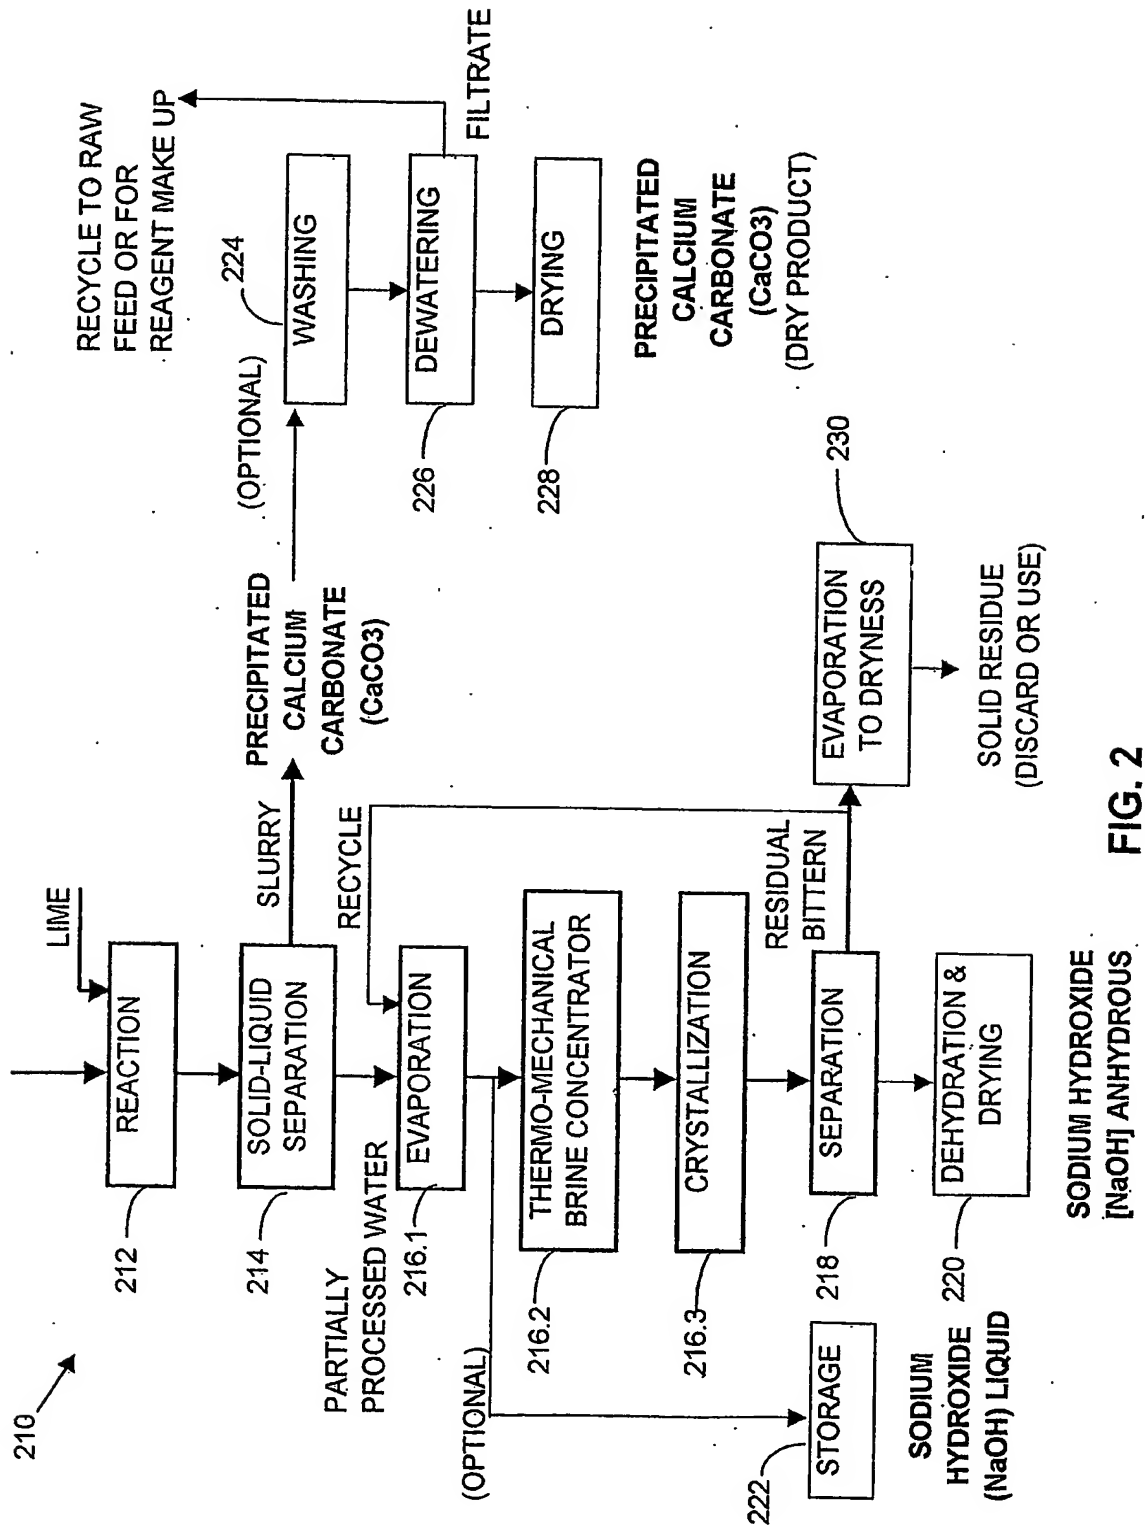 210
LIME
REACTION
212
SOLID-LIQUID
SEPARATION
214
SLURRY
PRECIPITATED
CALCIUM
CARBONATE
(CaCO3)
(OPTIONAL)
224
WASHING
RECYCLE TO RAW
FEED OR FOR
REAGENT MAKE UP
DEWATERING
226
FILTRATE
DRYING
228
PRECIPITATED
CALCIUM
CARBONATE
(CaCO3)
(DRY PRODUCT)
PARTIALLY
PROCESSED WATER
RECYCLE
EVAPORATION
216.1
(OPTIONAL)
THERMO-MECHANICAL
BRINE CONCENTRATOR
216.2
CRYSTALLIZATION
216.3
RESIDUAL
BITTERN
SEPARATION
218
EVAPORATION
TO DRYNESS
230
SOLID RESIDUE
(DISCARD OR USE)
STORAGE
222
SODIUM
HYDROXIDE
(NaOH) LIQUID
DEHYDRATION &
DRYING
220
SODIUM HYDROXIDE
[NaOH] ANHYDROUS
FIG. 2